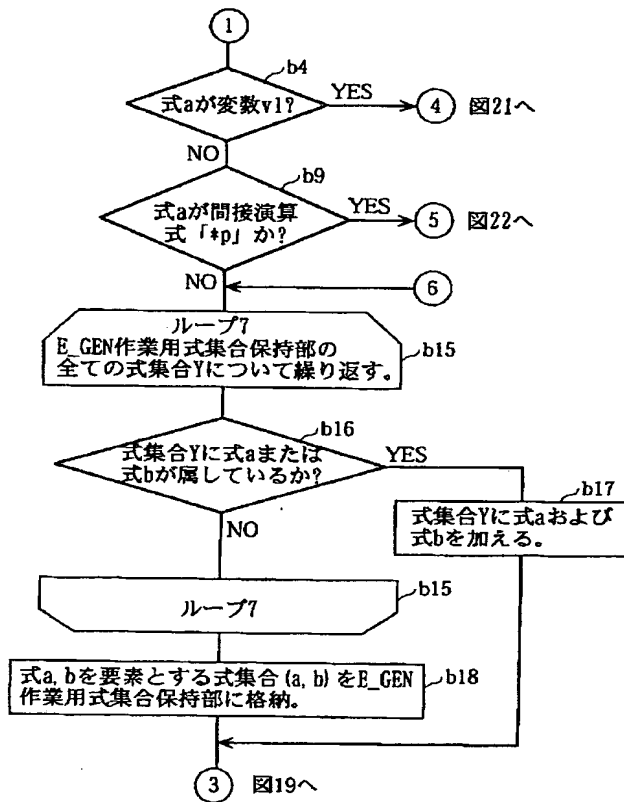 1
b4
式aが変数v1?
YES
4 図21へ
NO
b9
式aが間接演算
式「*p」か?
YES
5 図22へ
NO
6
ループ7
E_GEN作業用式集合保持部の
全ての式集合Yについて繰り返す。
b15
b16
式集合Yに式aまたは
式bが属しているか?
YES
b17
式集合Yに式aおよび
式bを加える。
NO
b15
ループ7
式a,bを要素とする式集合(a,b)をE_GEN
作業用式集合保持部に格納。
b18
3 図19へ